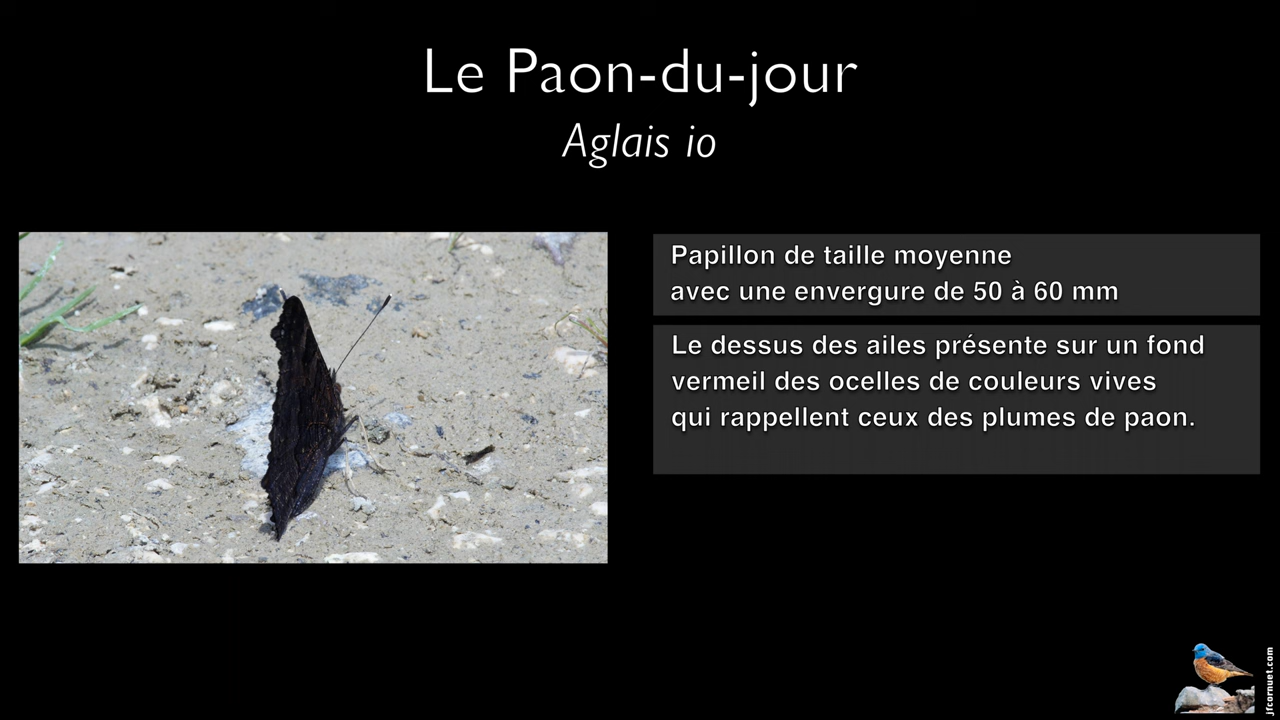 Le Paon-du-jour
Aglais io
Papillon de taille moyenne
avec une envergure de 50 à 60 mm
Le dessus des ailes présente sur un fond
vermeil des ocelles de couleurs vives
qui rappellent ceux des plumes de paon.
jfcornuet.com